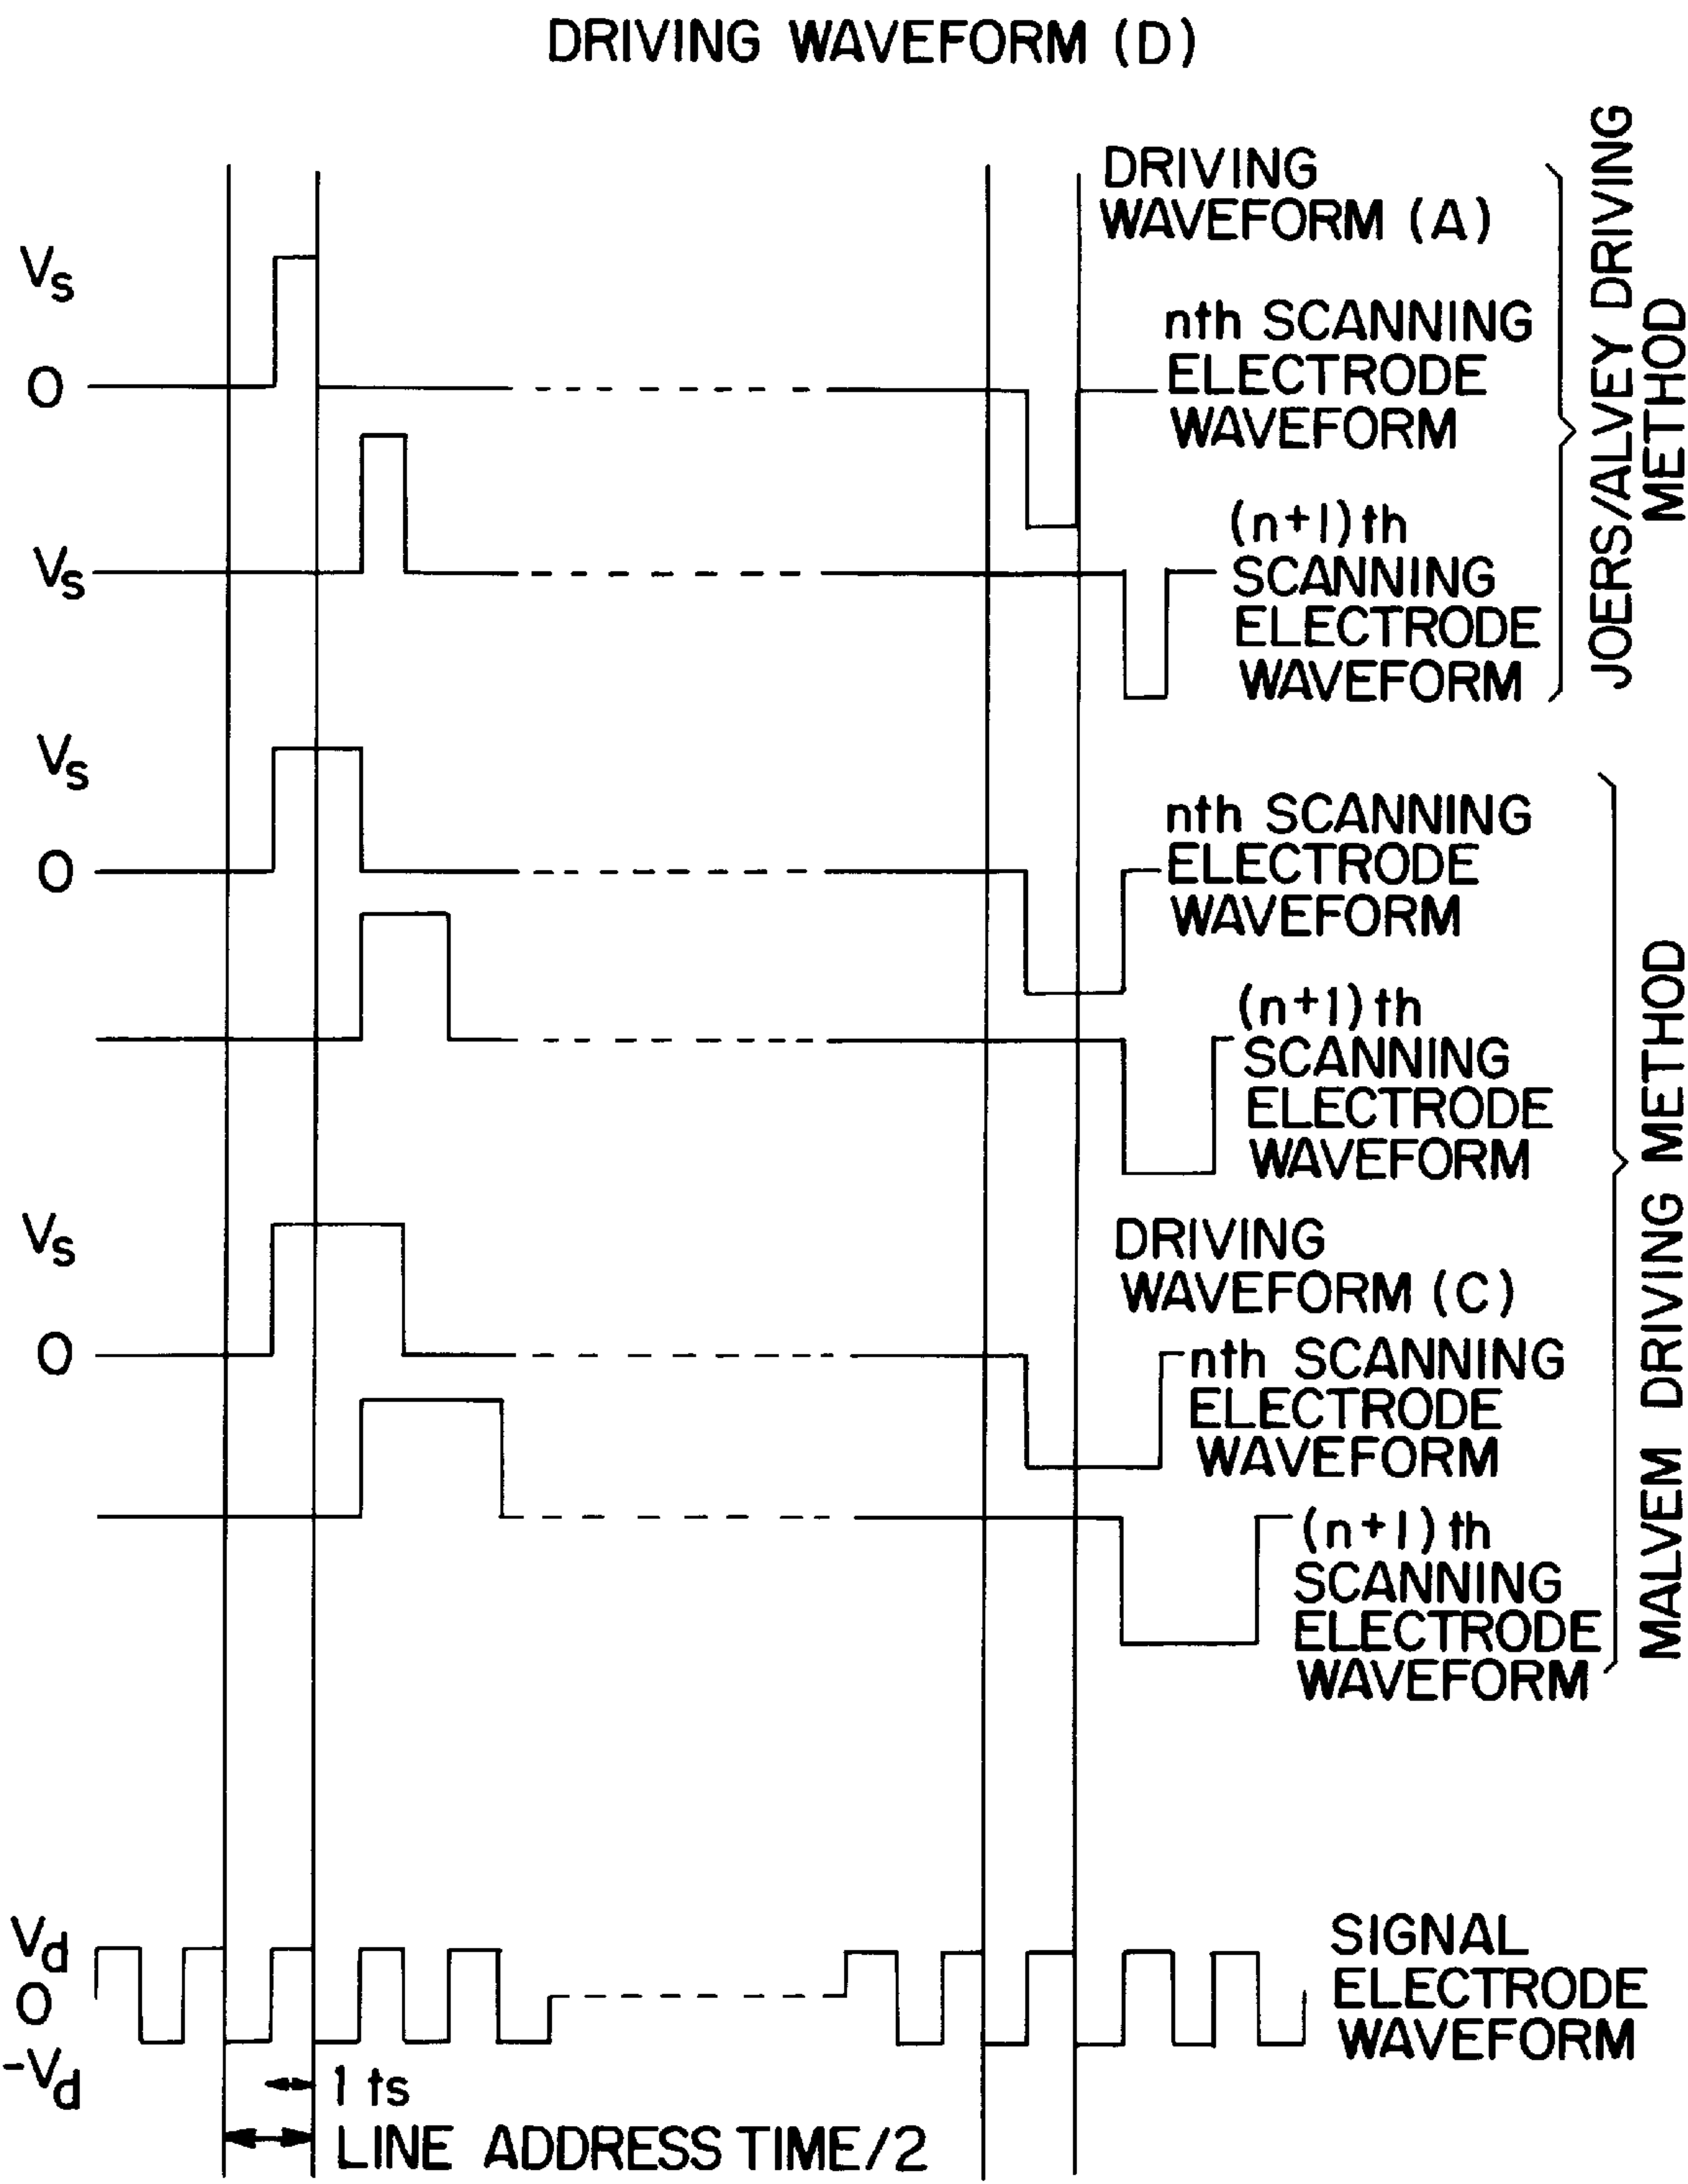 DRIVING WAVEFORM (D)
DRIVING
WAVEFORM (A)
Vs
0
nth SCANNING
ELECTRODE
WAVEFORM
Vs
(n+1)th
SCANNING
ELECTRODE
WAVEFORM
JOERS/ALVEY DRIVING
METHOD
Vs
0
nth SCANNING
ELECTRODE
WAVEFORM
(n+1)th
SCANNING
ELECTRODE
WAVEFORM
Vs
0
DRIVING
WAVEFORM (C)
nth SCANNING
ELECTRODE
WAVEFORM
(n+1)th
SCANNING
ELECTRODE
WAVEFORM
MALVEM DRIVING METHOD
Vd
0
-Vd
SIGNAL
ELECTRODE
WAVEFORM
1 ts
LINE ADDRESS TIME/2